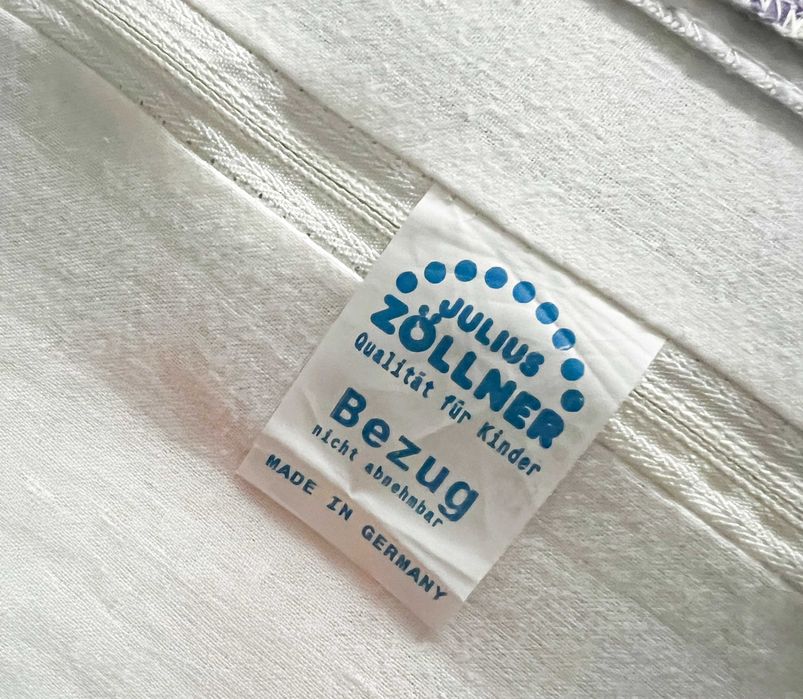 JULIUS
ZÖLLNER
Qualität für Kinder
Bezug
nicht abnehmbar
MADE IN GERMANY